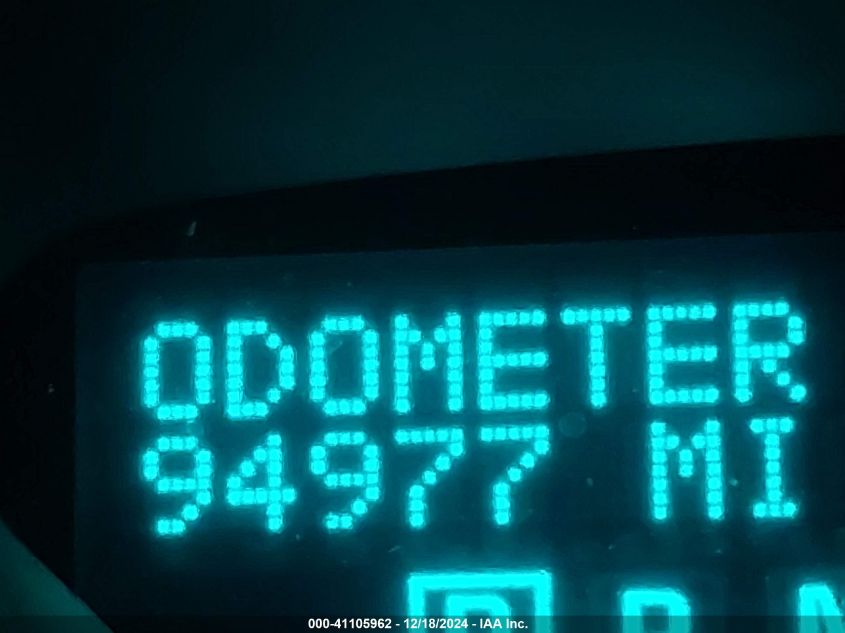 ODOMETER
94977 MI
P R N
000-41105962 - 12/18/2024 - IAA Inc.